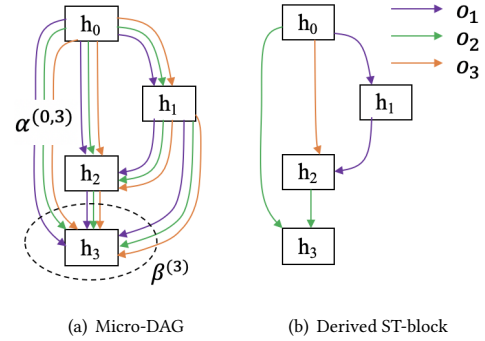 h₀
h₁
α⁽⁰,³⁾
h₂
h₃
β⁽³⁾
(a) Micro-DAG
h₀
h₁
h₂
h₃
o₁
o₂
o₃
(b) Derived ST-block